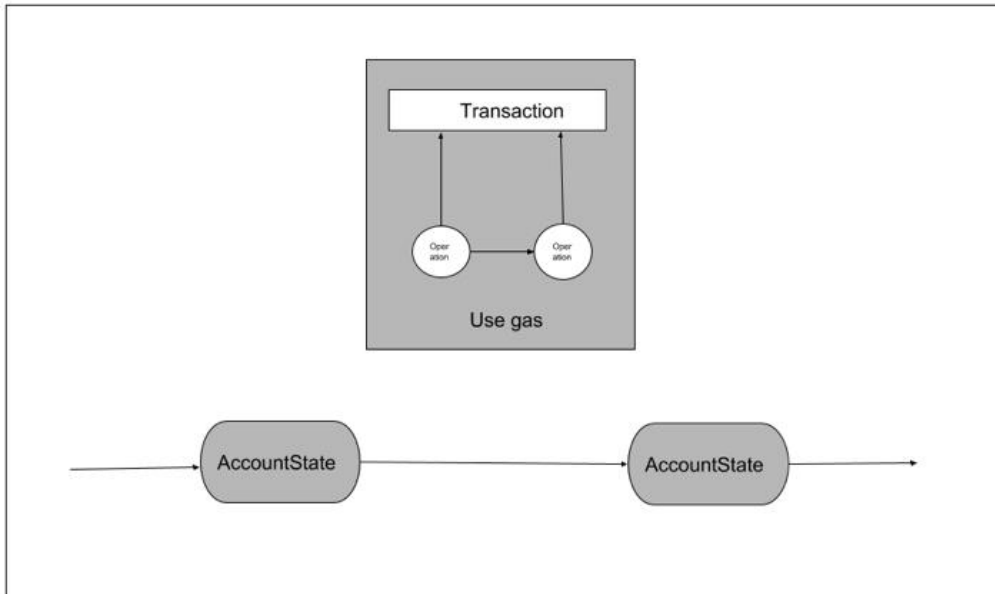 Transaction
Oper
ation
Oper
ation
Use gas
AccountState
AccountState